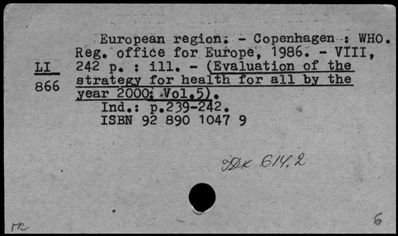 European region. - Copenhagen : WHO.
Reg. office for Europe, 1986. - VIII,
LI 242 p. : ill. - (Evaluation of the
866 strategy for health for all by the
year 2000; Vol.5).
Ind.: p.239-242.
ISBN 92 890 1047 9
614.2
6